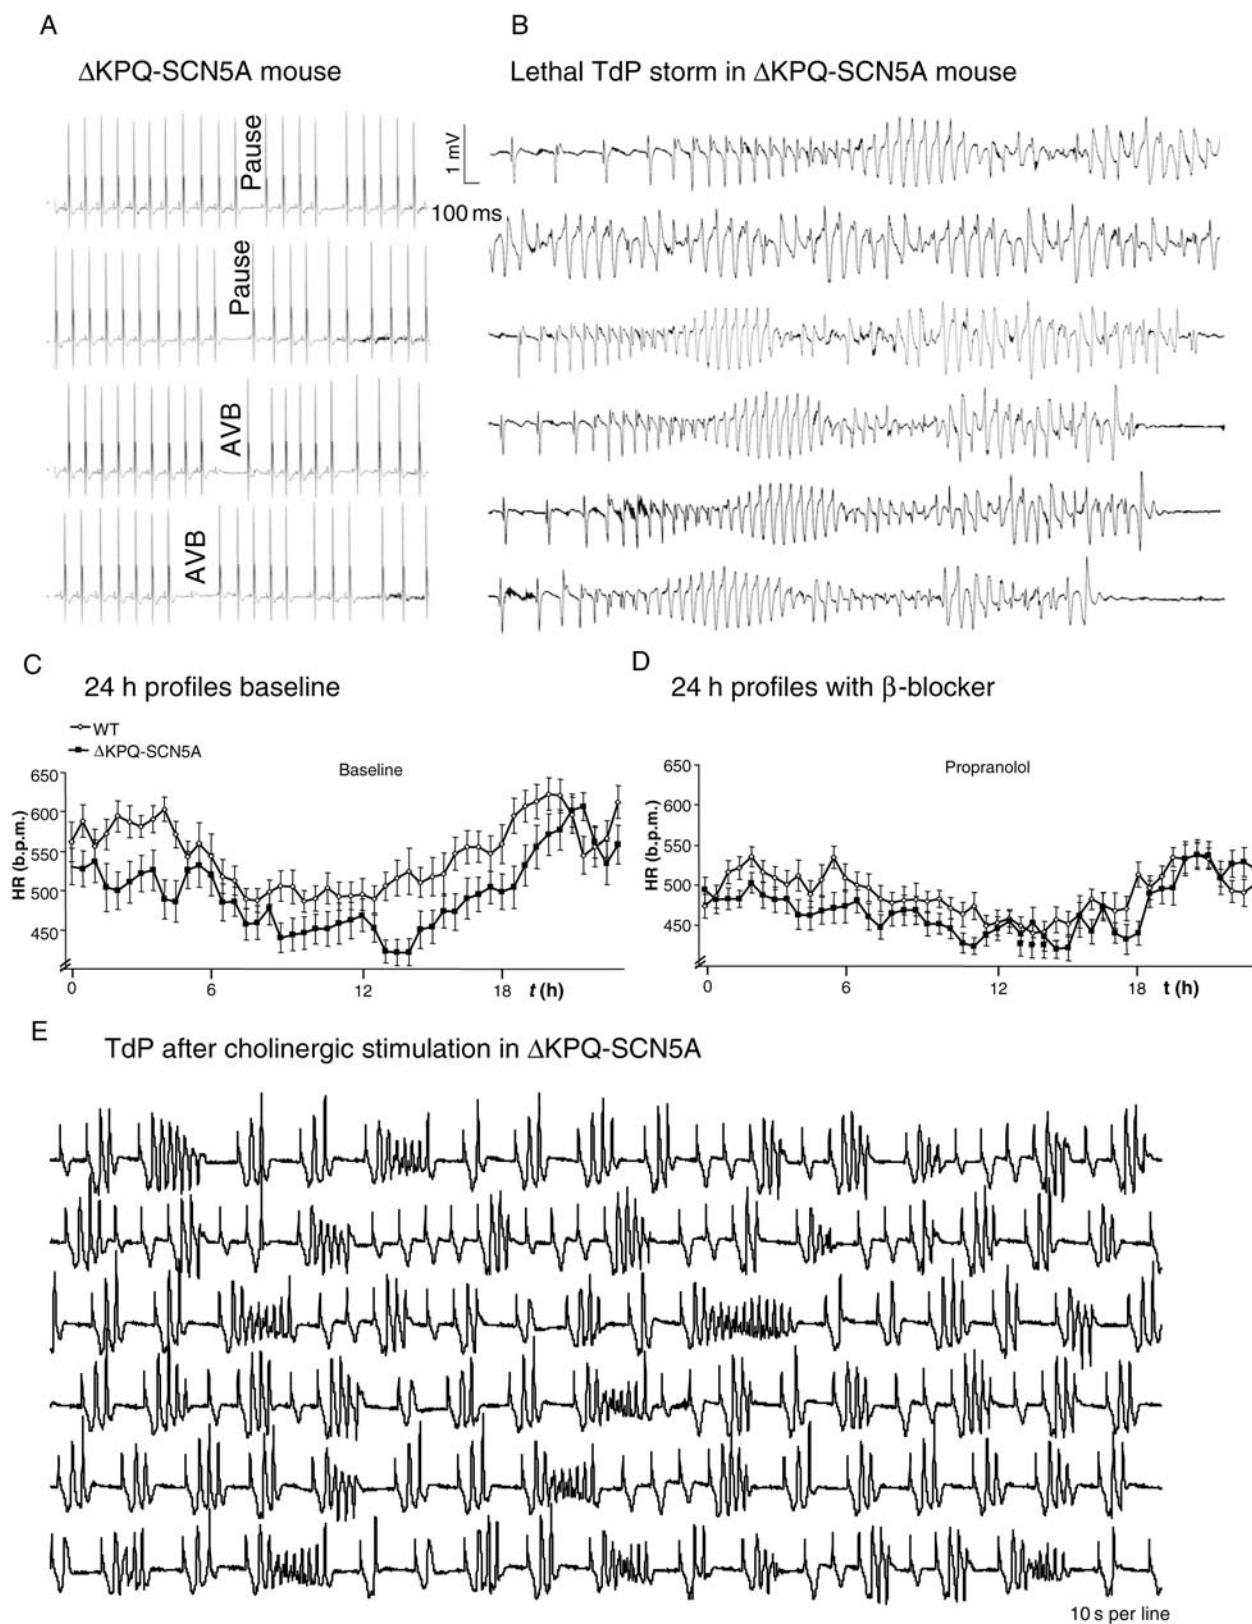 A
ΔKPQ-SCN5A mouse
Pause
Pause
AVB
AVB
B
Lethal TdP storm in ΔKPQ-SCN5A mouse
1 mV
100 ms
C
24 h profiles baseline
WT
ΔKPQ-SCN5A
Baseline
HR (b.p.m.)
650
600
550
500
450
0 6 12 18 t (h)
D
24 h profiles with β-blocker
Propranolol
HR (b.p.m.)
650
600
550
500
450
0 6 12 18 t (h)
E
TdP after cholinergic stimulation in ΔKPQ-SCN5A
10 s per line